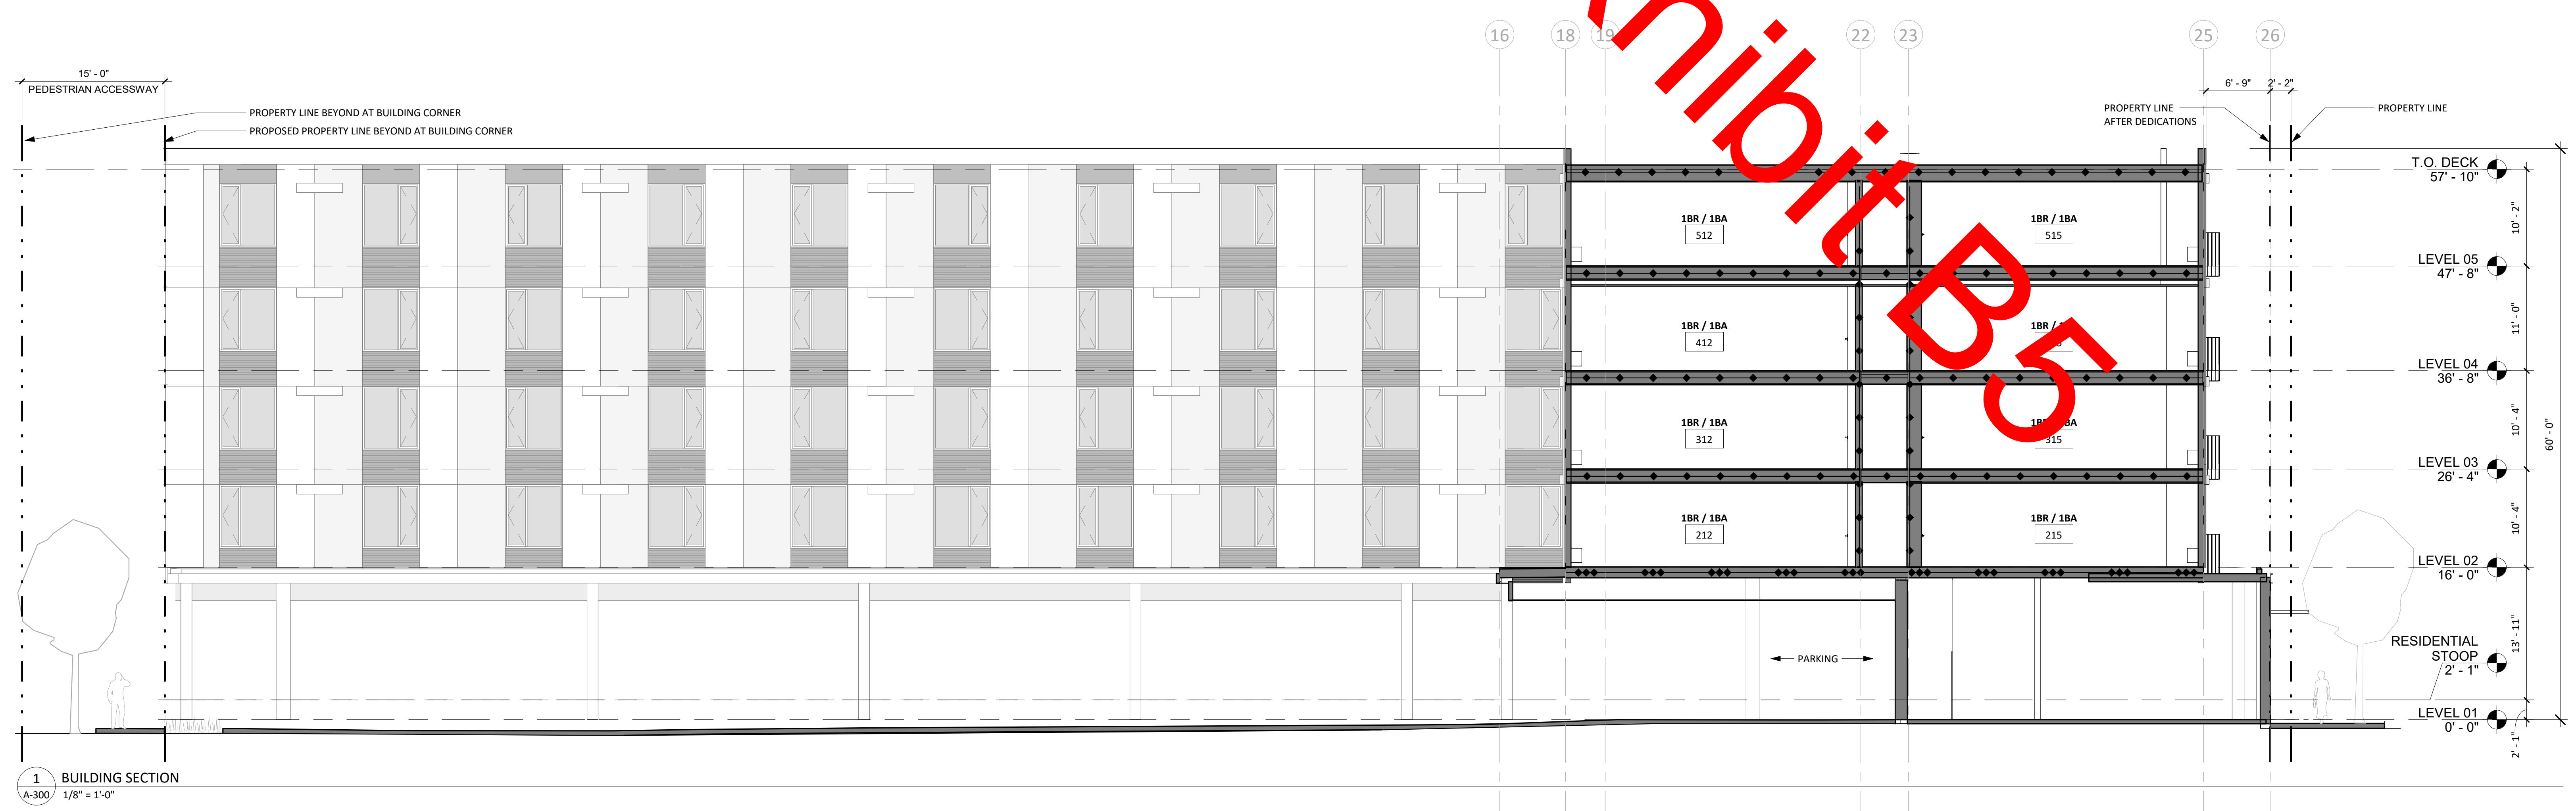 Exhibit B5
16
18
19
22
23
25
26
15' - 0"
PEDESTRIAN ACCESSWAY
PROPERTY LINE BEYOND AT BUILDING CORNER
PROPOSED PROPERTY LINE BEYOND AT BUILDING CORNER
6' - 9"
2' - 2"
PROPERTY LINE
AFTER DEDICATIONS
PROPERTY LINE
T.O. DECK
57' - 10"
10' - 2"
1BR / 1BA
512
1BR / 1BA
515
LEVEL 05
47' - 8"
11' - 0"
1BR / 1BA
412
1BR /
LEVEL 04
36' - 8"
10' - 4"
1BR / 1BA
312
1BR / 1BA
315
60' - 0"
LEVEL 03
26' - 4"
10' - 4"
1BR / 1BA
212
1BR / 1BA
215
LEVEL 02
16' - 0"
13' - 11"
PARKING
RESIDENTIAL
STOOP
2' - 1"
LEVEL 01
0' - 0"
2' - 1"
1
A-300
BUILDING SECTION
1/8" = 1'-0"